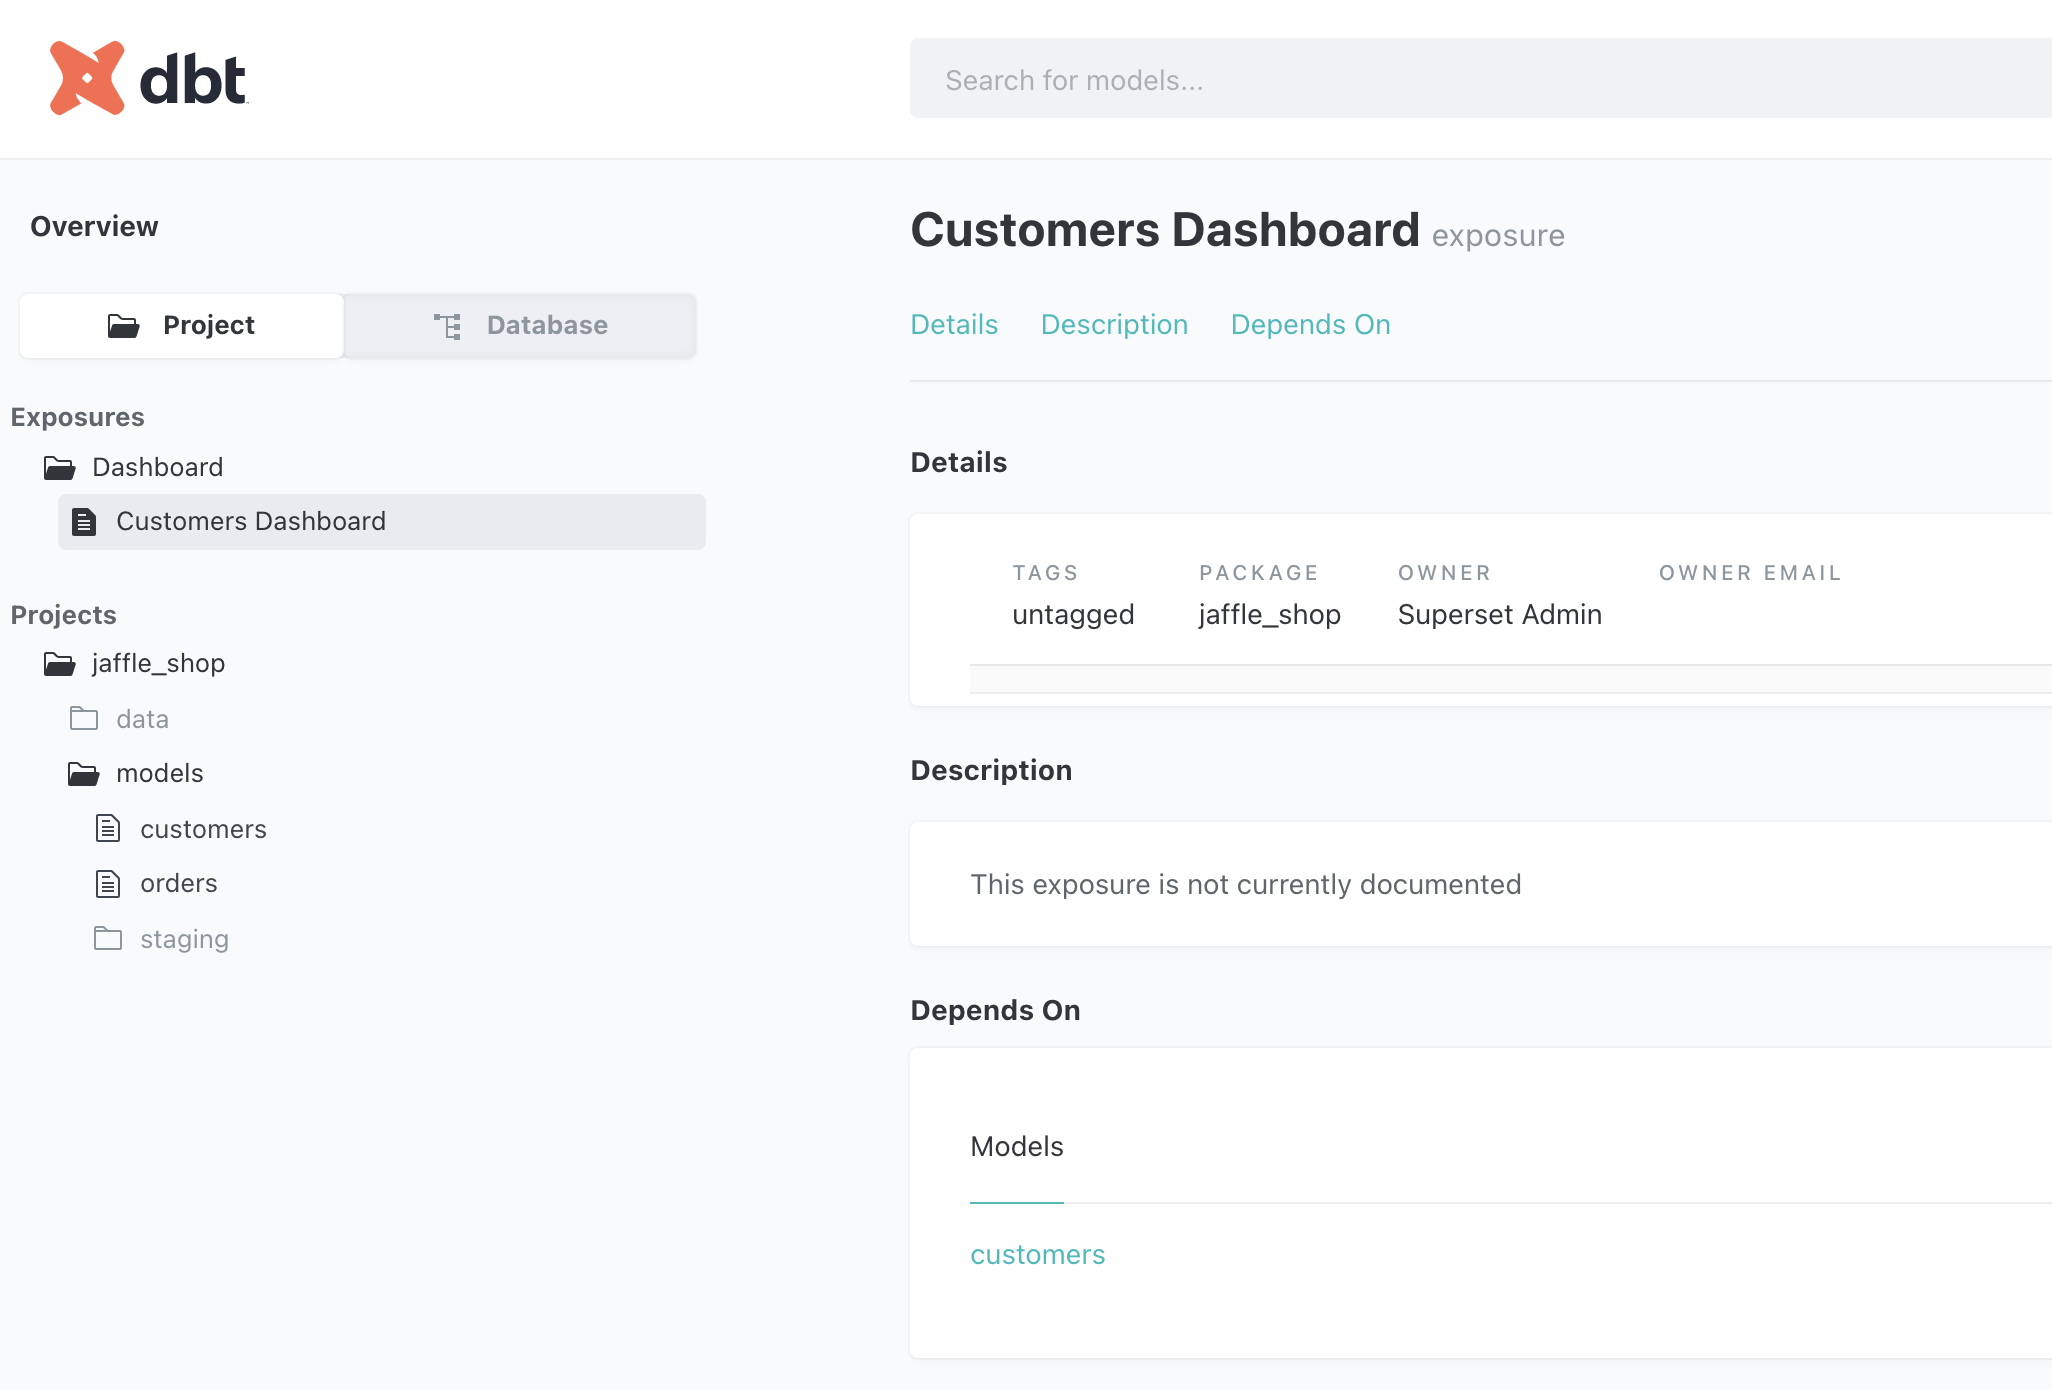 dbt
Search for models...
Overview
Project
Database
Exposures
Dashboard
Customers Dashboard
Projects
jaffle_shop
data
models
customers
orders
staging
Customers Dashboard exposure
Details Description Depends On
Details
TAGS PACKAGE OWNER OWNER EMAIL
untagged jaffle_shop Superset Admin
Description
This exposure is not currently documented
Depends On
Models
customers